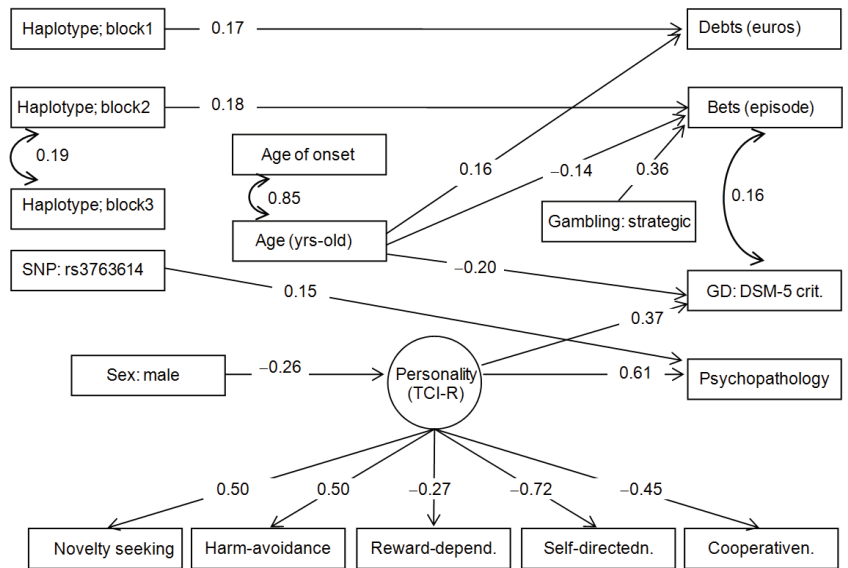 Haplotype; block1
0.17
Debts (euros)
Haplotype; block2
0.18
Bets (episode)
0.19
Age of onset
0.16
−0.14
0.36
0.85
0.16
Haplotype; block3
Gambling: strategic
Age (yrs-old)
SNP: rs3763614
−0.20
0.15
GD: DSM-5 crit.
0.37
Sex: male
−0.26
Personality
(TCI-R)
0.61
Psychopathology
0.50
0.50
−0.27
−0.72
−0.45
Novelty seeking
Harm-avoidance
Reward-depend.
Self-directedn.
Cooperativen.